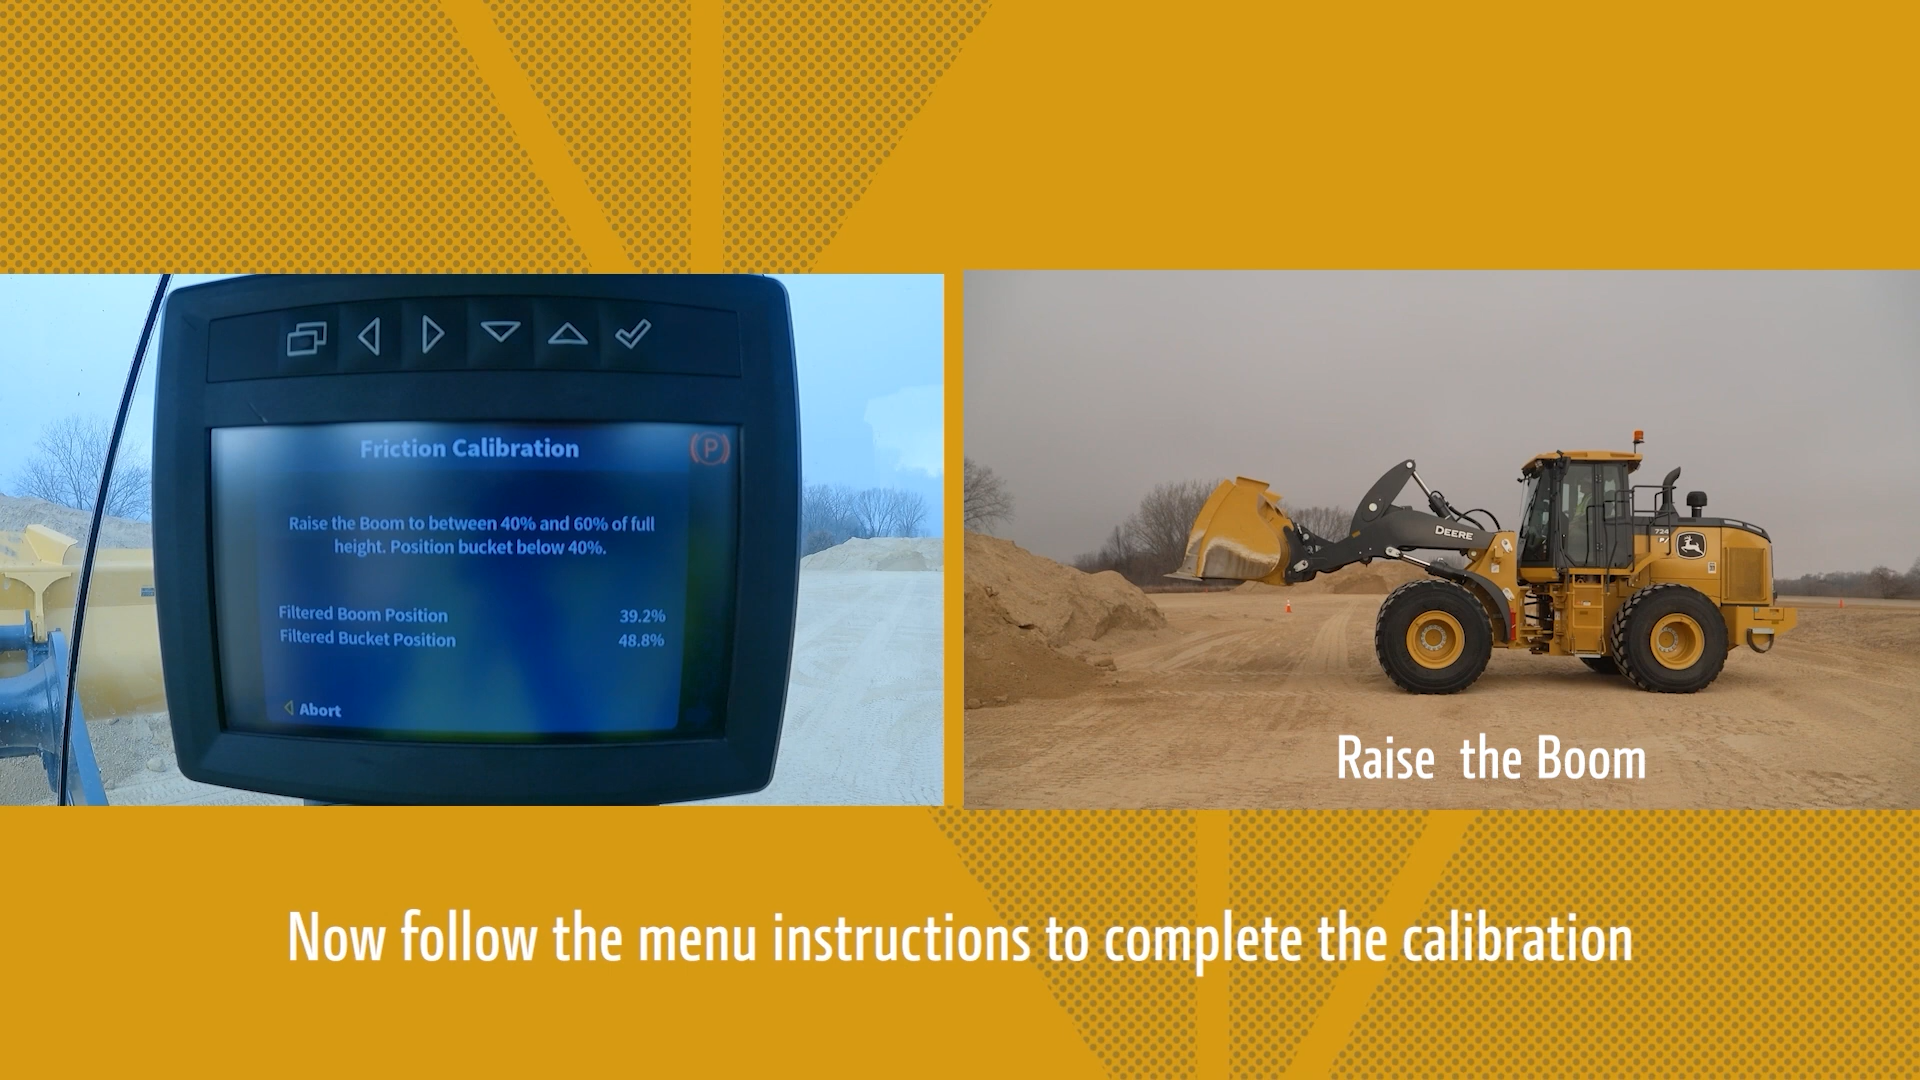 Friction Calibration
P
Raise the Boom to between 40% and 60% of full
height. Position bucket below 40%.
Filtered Boom Position 39.2%
Filtered Bucket Position 48.8%
Abort
DEERE
724
Raise the Boom
Now follow the menu instructions to complete the calibration